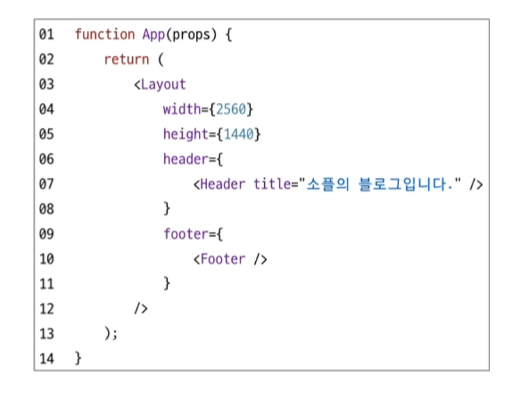 01 function App(props) {
02     return (
03         <Layout
04             width={2560}
05             height={1440}
06             header={
07                 <Header title="소플의 블로그입니다." />
08             }
09             footer={
10                 <Footer />
11             }
12         />
13     );
14 }